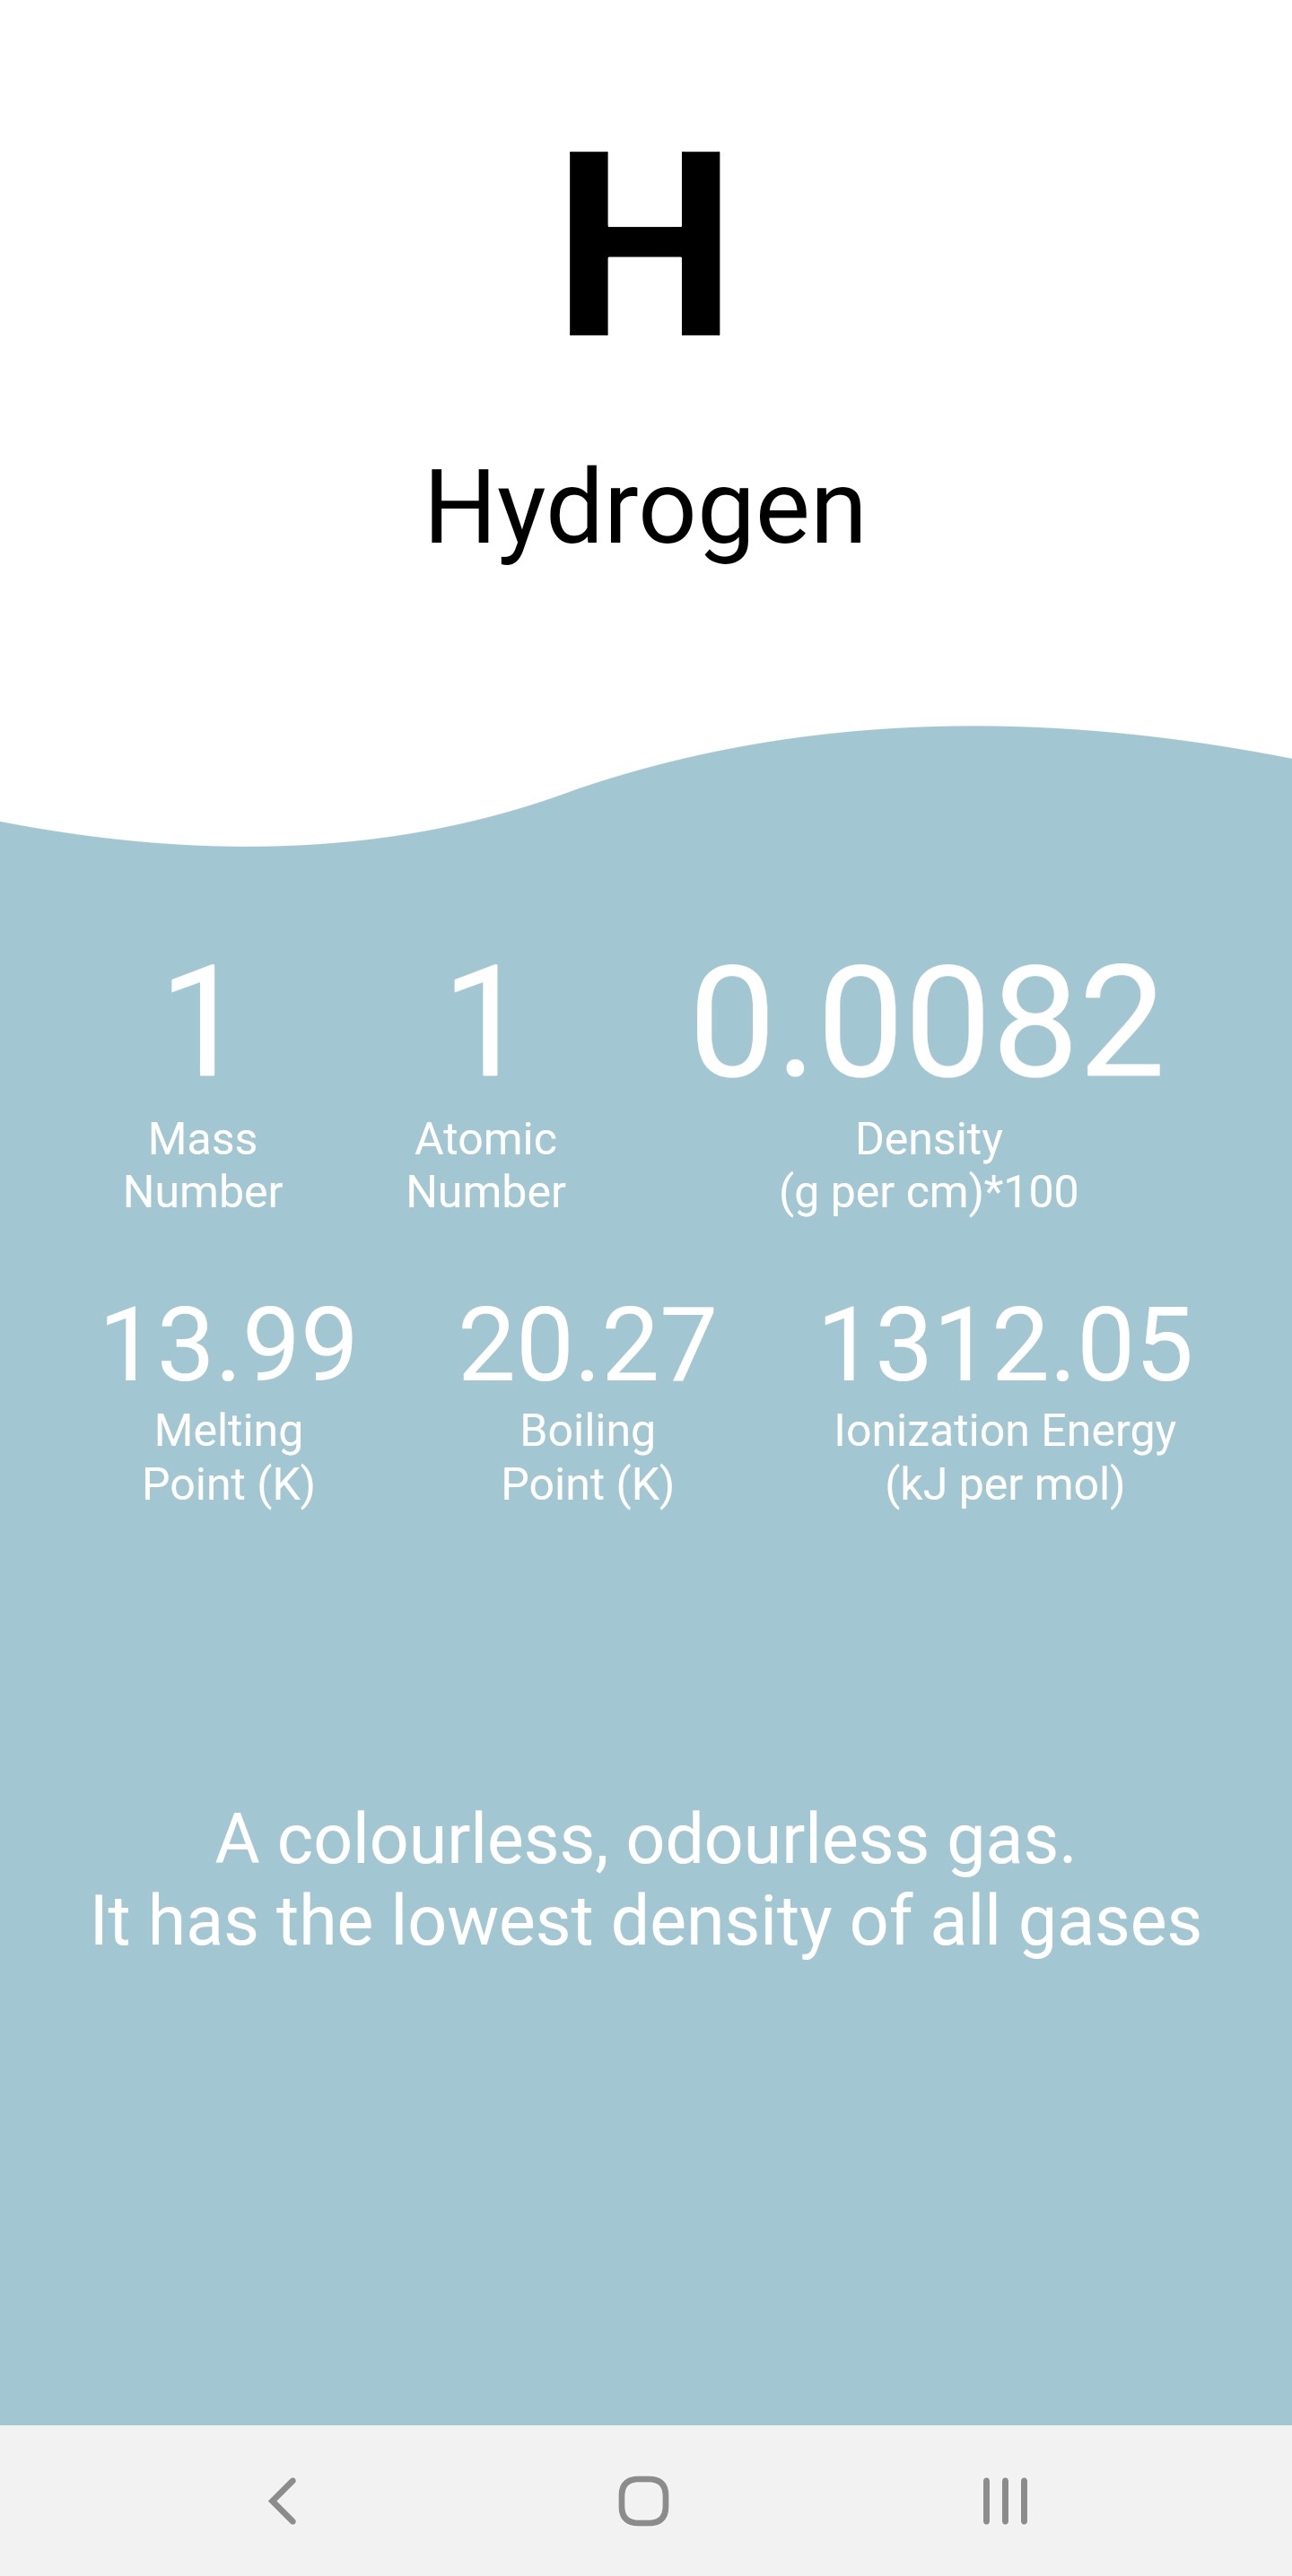 H
Hydrogen
1
Mass
Number
1
Atomic
Number
0.0082
Density
(g per cm)*100
13.99
Melting
Point (K)
20.27
Boiling
Point (K)
1312.05
Ionization Energy
(kJ per mol)
A colourless, odourless gas.
It has the lowest density of all gases